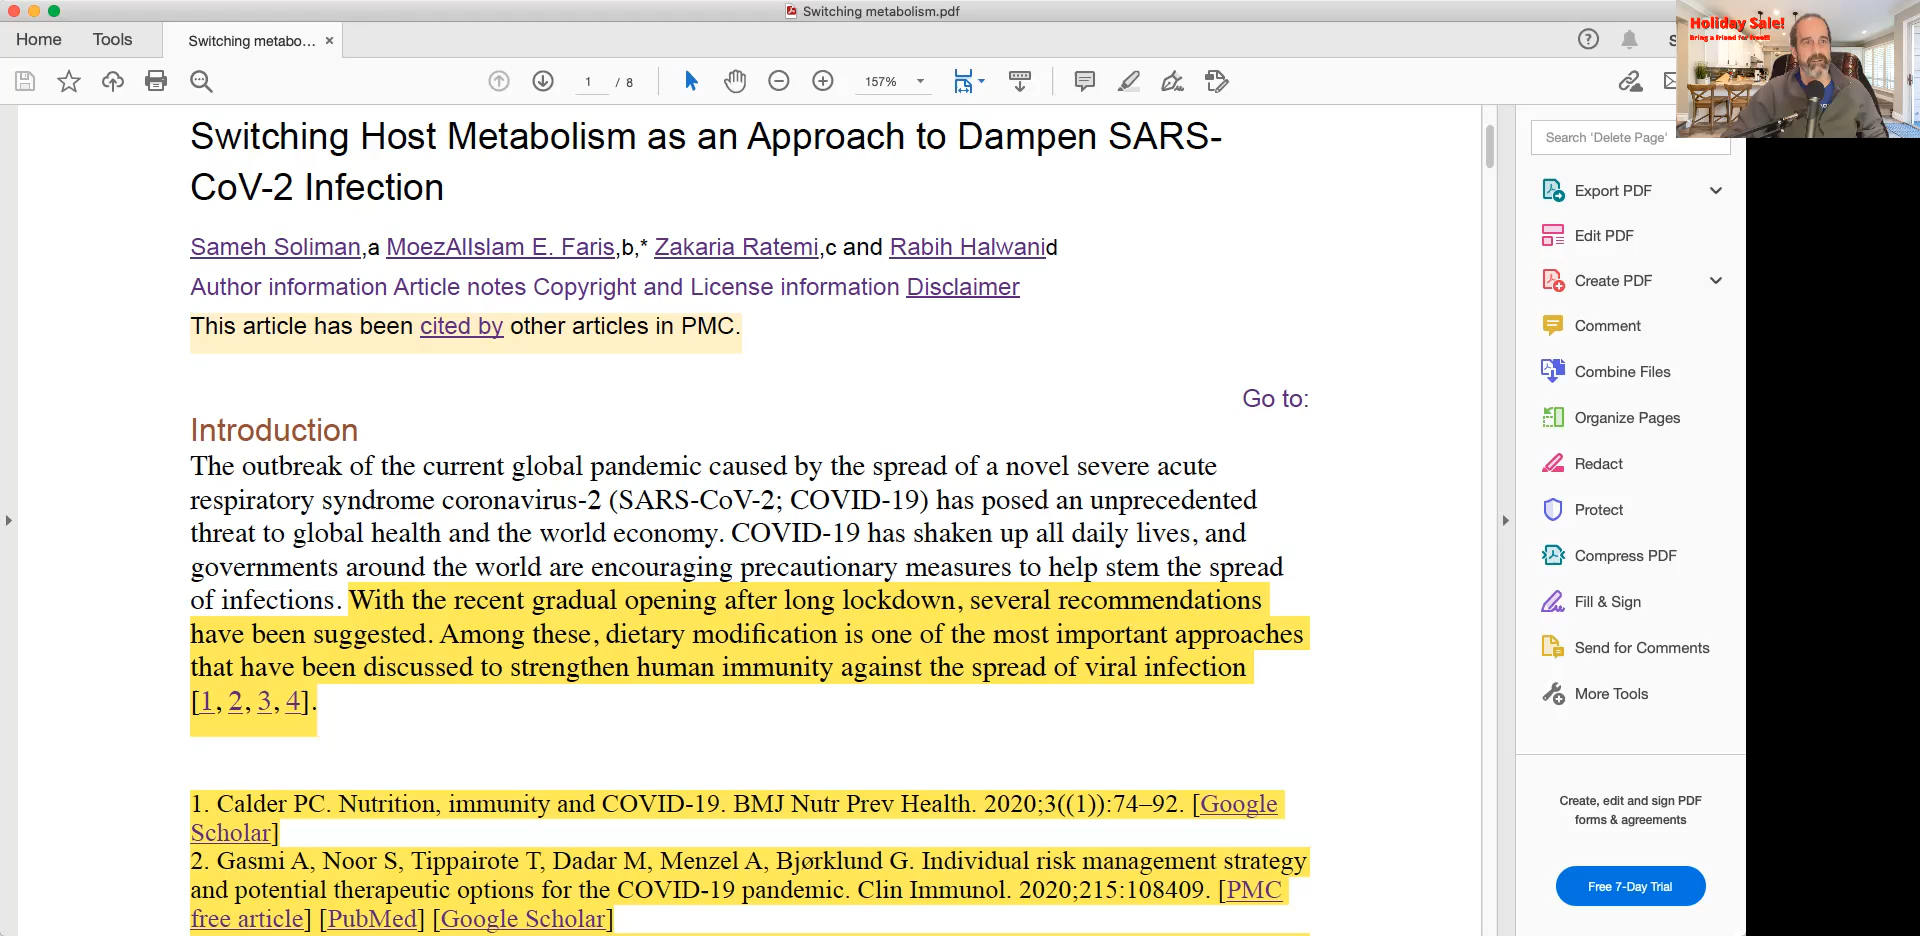 Switching metabolism.pdf
Home
Tools
Switching metabo... ×
1 / 8
157%
Holiday Sale!
Bring a friend for free!!!
Search 'Delete Page'
Switching Host Metabolism as an Approach to Dampen SARS-
CoV-2 Infection
Sameh Soliman,a MoezAlIslam E. Faris,b,* Zakaria Ratemi,c and Rabih Halwanid
Author information Article notes Copyright and License information Disclaimer
This article has been cited by other articles in PMC.
Go to:
Introduction
The outbreak of the current global pandemic caused by the spread of a novel severe acute
respiratory syndrome coronavirus-2 (SARS-CoV-2; COVID-19) has posed an unprecedented
threat to global health and the world economy. COVID-19 has shaken up all daily lives, and
governments around the world are encouraging precautionary measures to help stem the spread
of infections. With the recent gradual opening after long lockdown, several recommendations
have been suggested. Among these, dietary modification is one of the most important approaches
that have been discussed to strengthen human immunity against the spread of viral infection
[1, 2, 3, 4].
1. Calder PC. Nutrition, immunity and COVID-19. BMJ Nutr Prev Health. 2020;3((1)):74–92. [Google
Scholar]
2. Gasmi A, Noor S, Tippairote T, Dadar M, Menzel A, Bjørklund G. Individual risk management strategy
and potential therapeutic options for the COVID-19 pandemic. Clin Immunol. 2020;215:108409. [PMC
free article] [PubMed] [Google Scholar]
Export PDF
Edit PDF
Create PDF
Comment
Combine Files
Organize Pages
Redact
Protect
Compress PDF
Fill & Sign
Send for Comments
More Tools
Create, edit and sign PDF
forms & agreements
Free 7-Day Trial